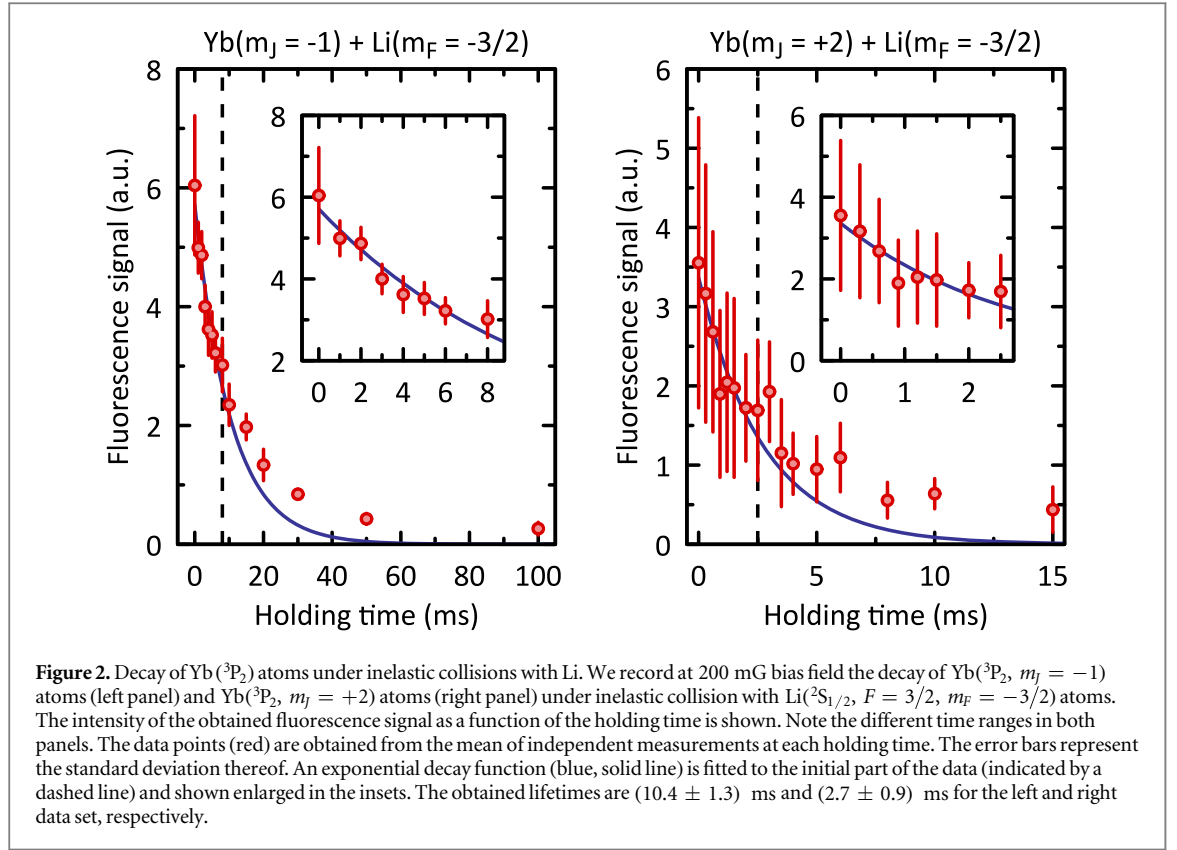 Yb(mJ = -1) + Li(mF = -3/2)
8
6
4
2
0
Fluorescence signal (a.u.)
8
6
4
2
0 2 4 6 8
0 20 40 60 80 100
Holding time (ms)
Yb(mJ = +2) + Li(mF = -3/2)
6
5
4
3
2
1
0
Fluorescence signal (a.u.)
6
4
2
0
0 1 2
0 5 10 15
Holding time (ms)
Figure 2. Decay of Yb(³P₂) atoms under inelastic collisions with Li. We record at 200 mG bias field the decay of Yb(³P₂, mJ = −1)
atoms (left panel) and Yb(³P₂, mJ = +2) atoms (right panel) under inelastic collision with Li(²S₁/₂, F = 3/2, mF = −3/2) atoms.
The intensity of the obtained fluorescence signal as a function of the holding time is shown. Note the different time ranges in both
panels. The data points (red) are obtained from the mean of independent measurements at each holding time. The error bars represent
the standard deviation thereof. An exponential decay function (blue, solid line) is fitted to the initial part of the data (indicated by a
dashed line) and shown enlarged in the insets. The obtained lifetimes are (10.4 ± 1.3) ms and (2.7 ± 0.9) ms for the left and right
data set, respectively.